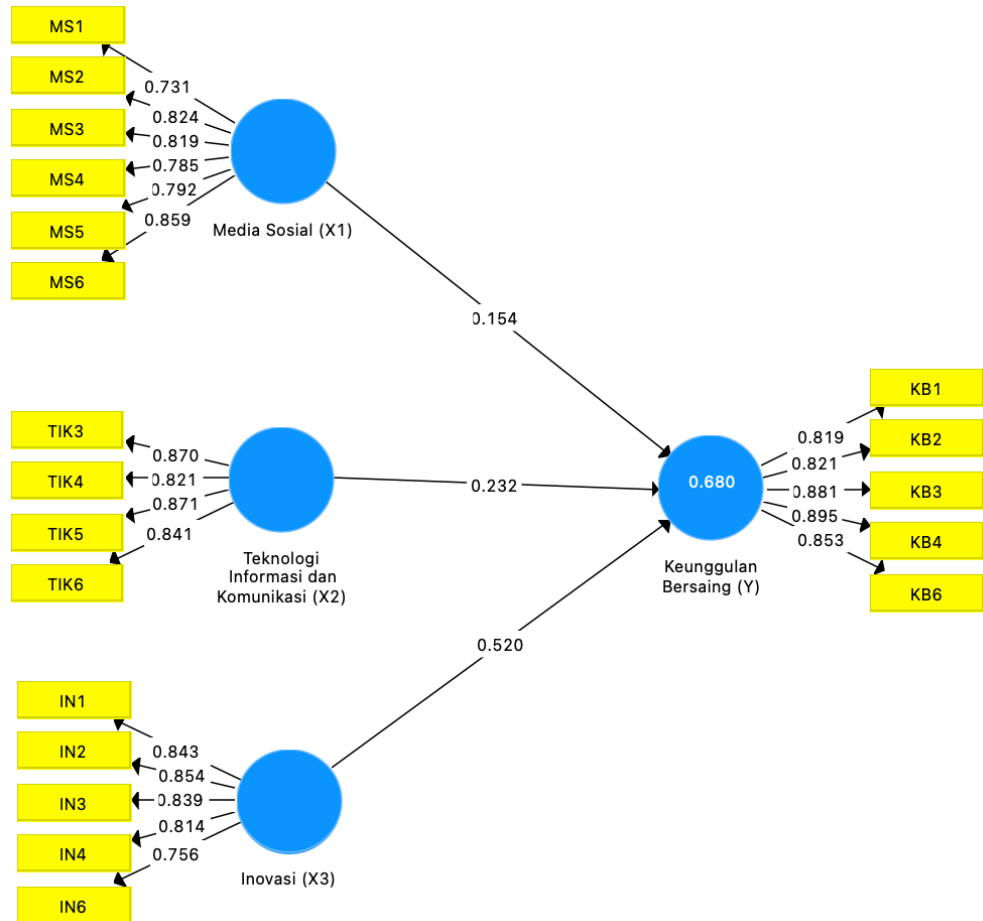 MS1
MS2
MS3
MS4
MS5
MS6
0.731
0.824
0.819
0.785
0.792
0.859
Media Sosial (X1)
0.154
TIK3
TIK4
TIK5
TIK6
0.870
0.821
0.871
0.841
Teknologi
Informasi dan
Komunikasi (X2)
0.232
IN1
IN2
IN3
IN4
IN6
0.843
0.854
0.839
0.814
0.756
Inovasi (X3)
0.520
0.680
Keunggulan
Bersaing (Y)
0.819
0.821
0.881
0.895
0.853
KB1
KB2
KB3
KB4
KB6